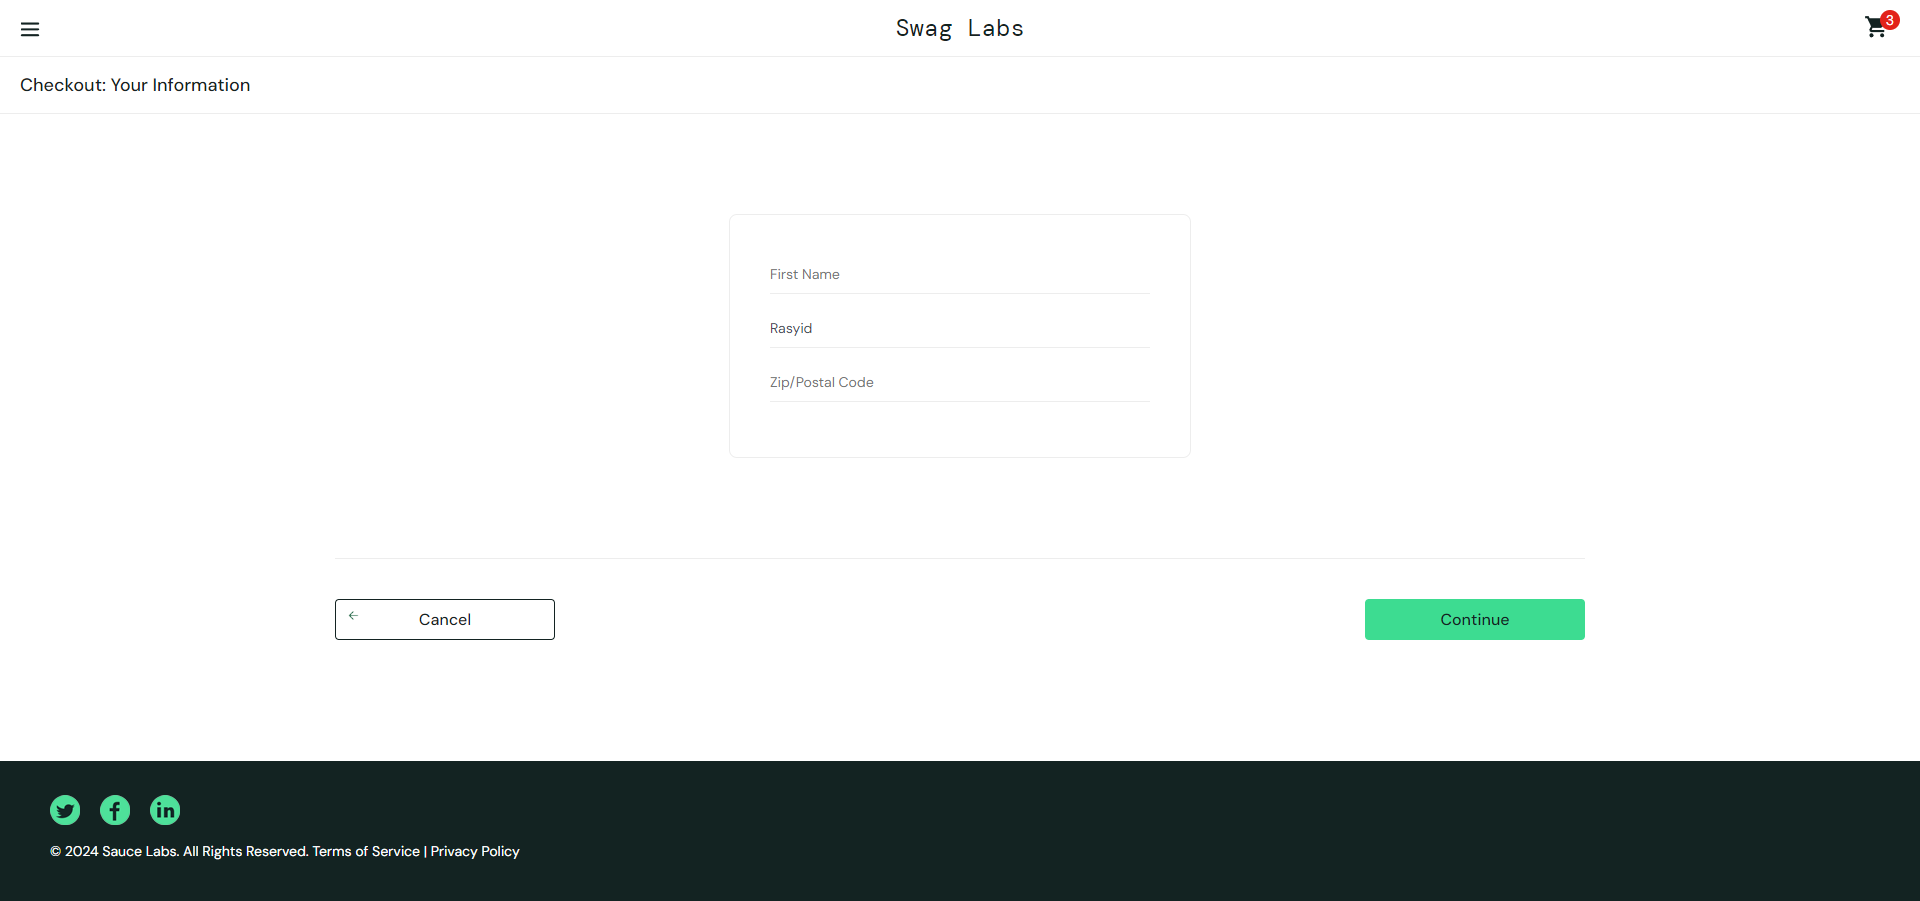 Swag Labs
3
Checkout: Your Information
First Name
Rasyid
Zip/Postal Code
Cancel
Continue
© 2024 Sauce Labs. All Rights Reserved. Terms of Service | Privacy Policy